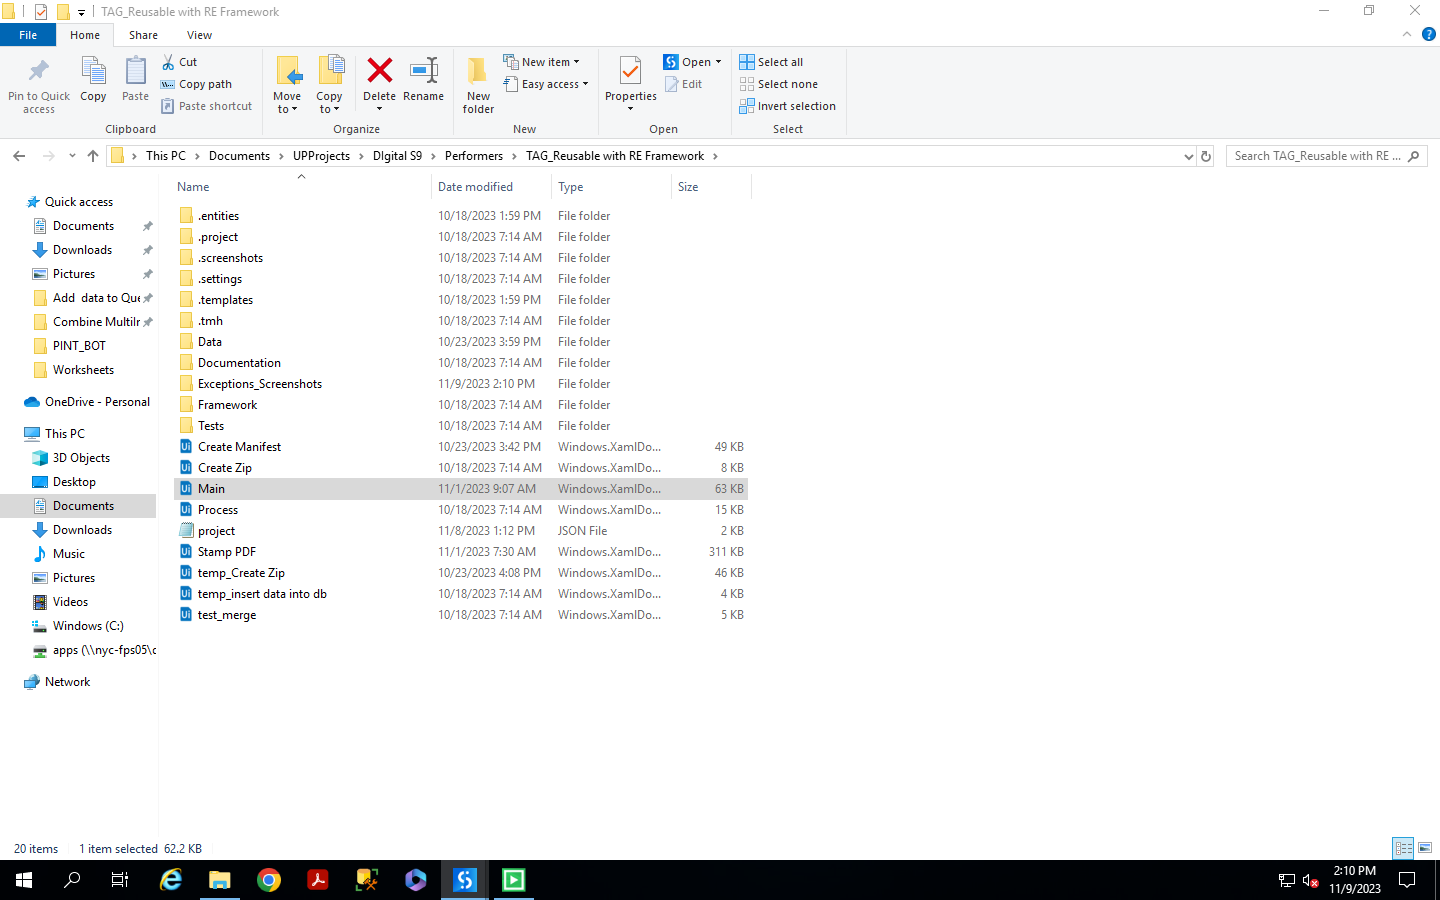 TAG_Reusable with RE Framework
File Home Share View
Pin to Quick access
Copy
Paste
Cut
Copy path
Paste shortcut
Clipboard
Move to
Copy to
Delete
Rename
Organize
New folder
New item
Easy access
New
Properties
Open
Edit
Open
Select all
Select none
Invert selection
Select
This PC Documents UPProjects DIgital S9 Performers TAG_Reusable with RE Framework
Search TAG_Reusable with RE ...
Quick access
Documents
Downloads
Pictures
Add data to Que
Combine Multilr
PINT_BOT
Worksheets
OneDrive - Personal
This PC
3D Objects
Desktop
Documents
Downloads
Music
Pictures
Videos
Windows (C:)
apps (\\nyc-fps05\c
Network
Name Date modified Type Size
.entities 10/18/2023 1:59 PM File folder
.project 10/18/2023 7:14 AM File folder
.screenshots 10/18/2023 7:14 AM File folder
.settings 10/18/2023 7:14 AM File folder
.templates 10/18/2023 1:59 PM File folder
.tmh 10/18/2023 7:14 AM File folder
Data 10/23/2023 3:59 PM File folder
Documentation 10/18/2023 7:14 AM File folder
Exceptions_Screenshots 11/9/2023 2:10 PM File folder
Framework 10/18/2023 7:14 AM File folder
Tests 10/18/2023 7:14 AM File folder
Create Manifest 10/23/2023 3:42 PM Windows.XamlDo... 49 KB
Create Zip 10/18/2023 7:14 AM Windows.XamlDo... 8 KB
Main 11/1/2023 9:07 AM Windows.XamlDo... 63 KB
Process 10/18/2023 7:14 AM Windows.XamlDo... 15 KB
project 11/8/2023 1:12 PM JSON File 2 KB
Stamp PDF 11/1/2023 7:30 AM Windows.XamlDo... 311 KB
temp_Create Zip 10/23/2023 4:08 PM Windows.XamlDo... 46 KB
temp_insert data into db 10/18/2023 7:14 AM Windows.XamlDo... 4 KB
test_merge 10/18/2023 7:14 AM Windows.XamlDo... 5 KB
20 items 1 item selected 62.2 KB
2:10 PM
11/9/2023